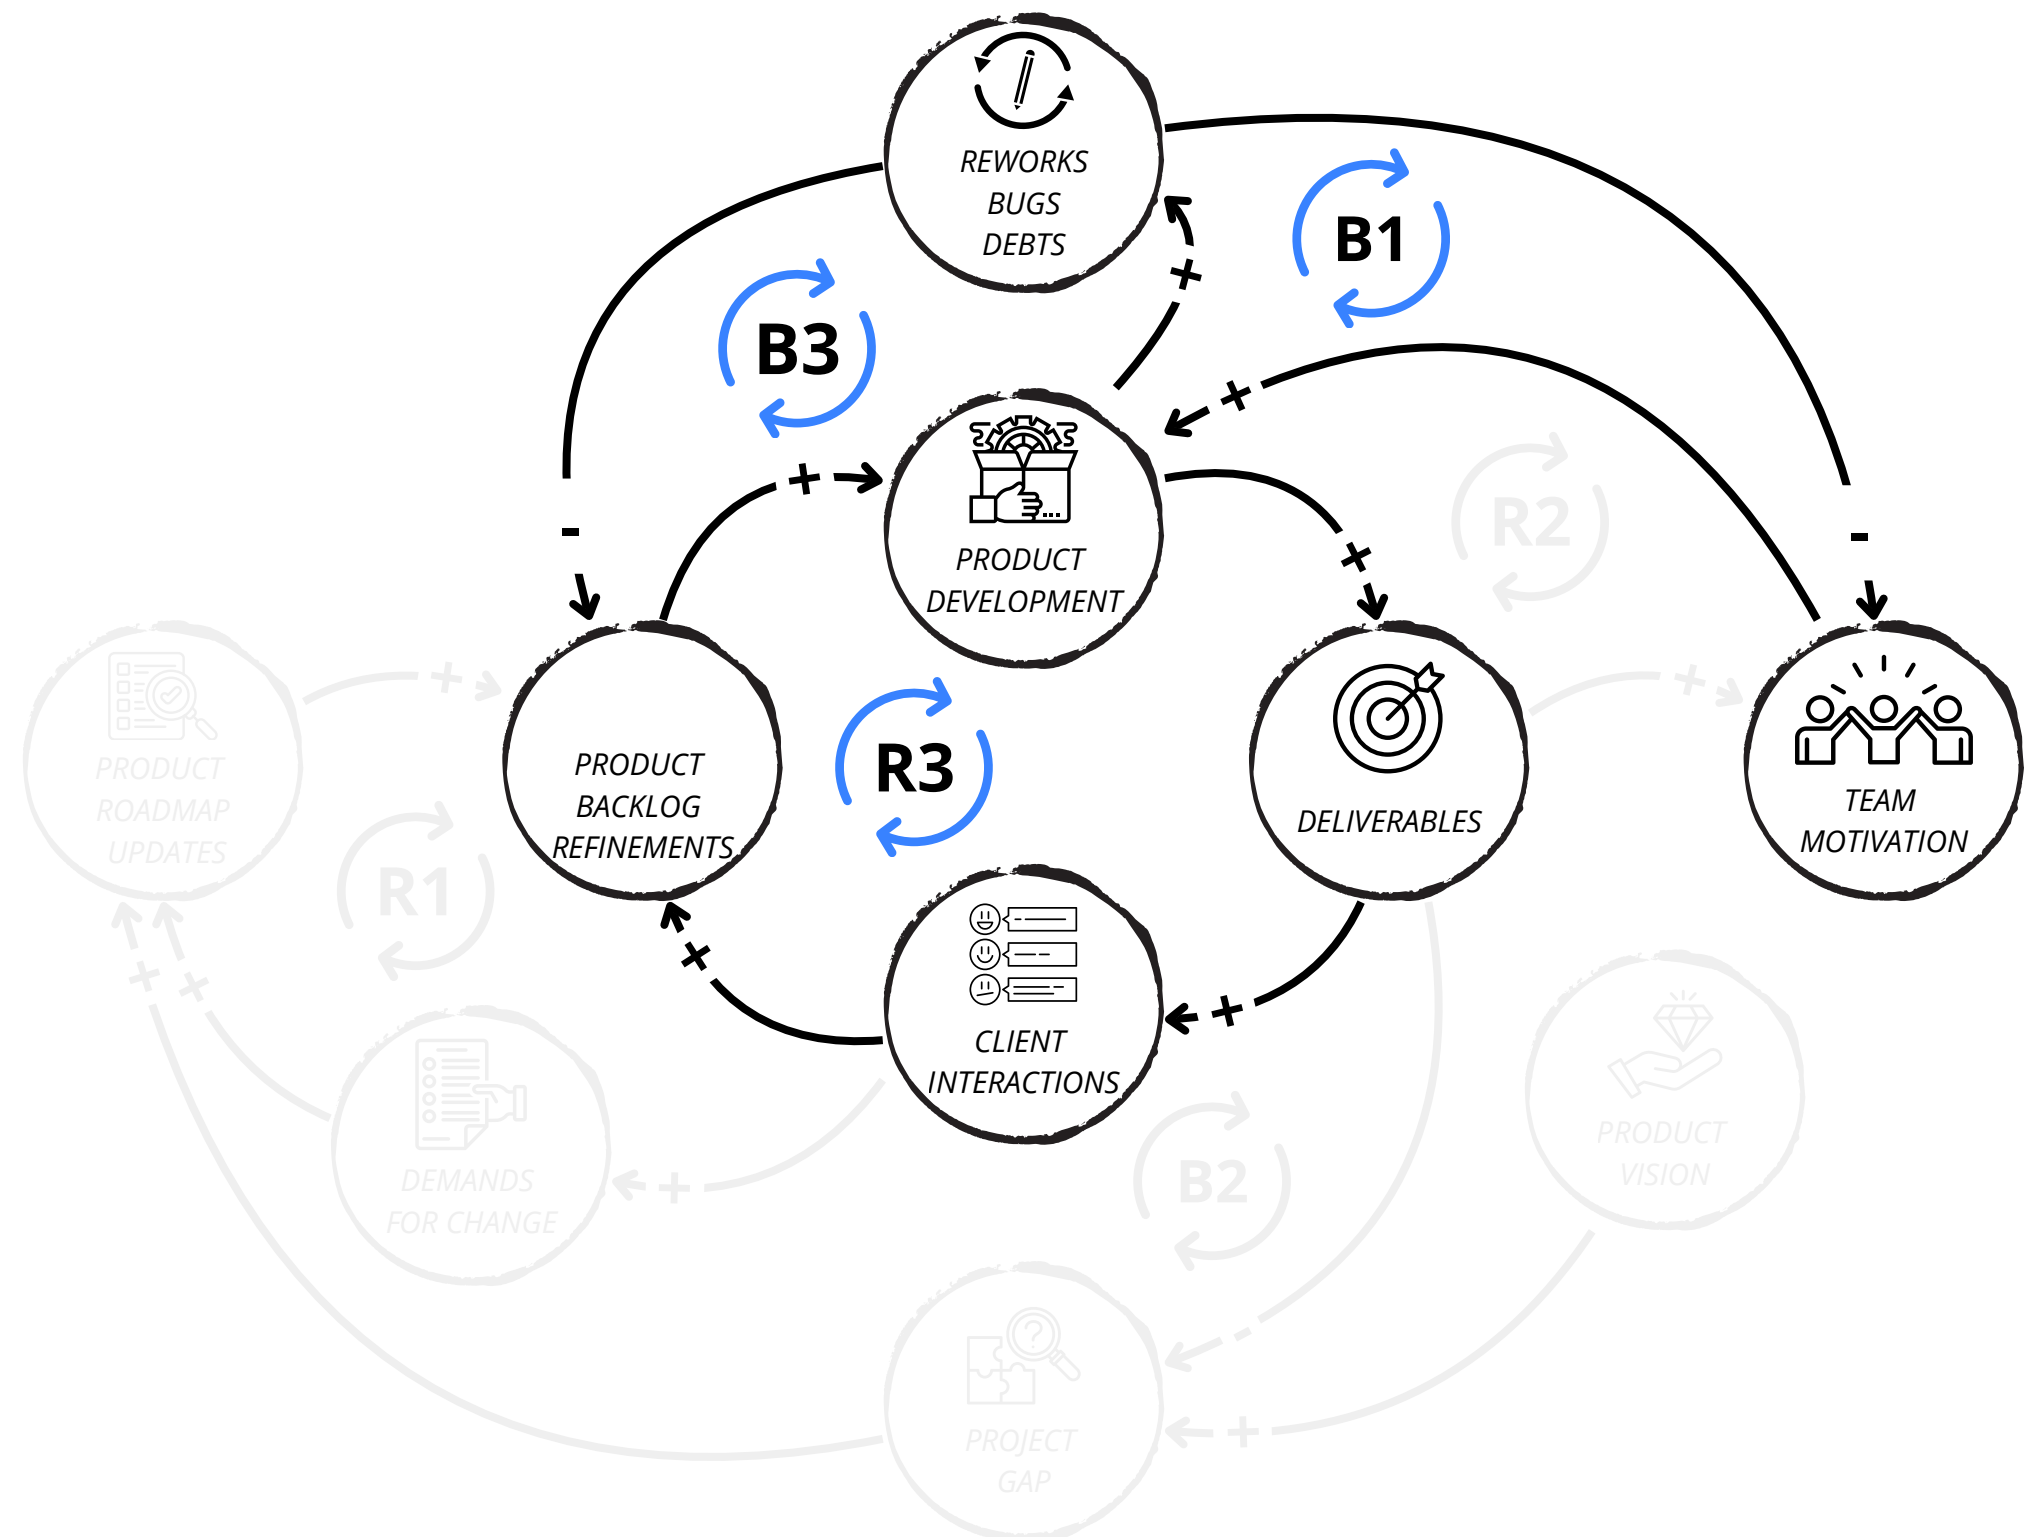 REWORKS
BUGS
DEBTS
B1
+
B3
+
+
R2
PRODUCT
DEVELOPMENT
+
-
-
+
+
PRODUCT
ROADMAP
UPDATES
R1
PRODUCT
BACKLOG
REFINEMENTS
R3
DELIVERABLES
TEAM
MOTIVATION
+
+
+
+
CLIENT
INTERACTIONS
PRODUCT
VISION
DEMANDS
FOR CHANGE
+
B2
?
-
+
PROJECT
GAP